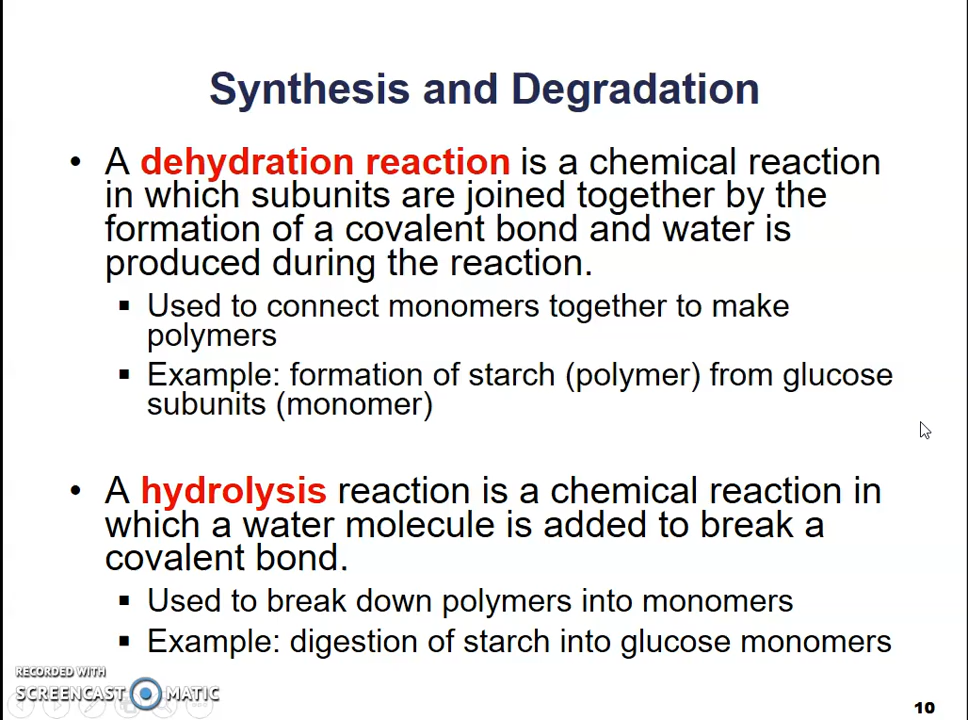 Synthesis and Degradation
• A dehydration reaction is a chemical reaction
in which subunits are joined together by the
formation of a covalent bond and water is
produced during the reaction.
▪ Used to connect monomers together to make
polymers
▪ Example: formation of starch (polymer) from glucose
subunits (monomer)
• A hydrolysis reaction is a chemical reaction in
which a water molecule is added to break a
covalent bond.
▪ Used to break down polymers into monomers
▪ Example: digestion of starch into glucose monomers
RECORDED WITH
SCREENCAST MATIC
10